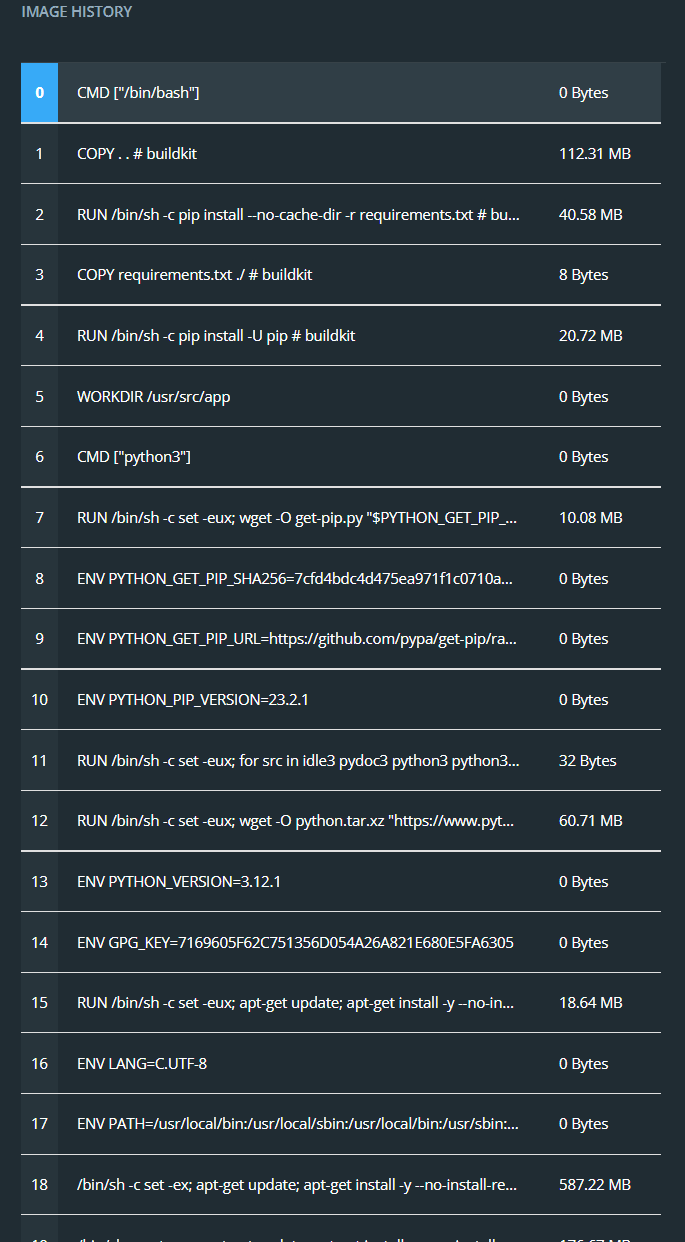 IMAGE HISTORY
0 CMD ["/bin/bash"] 0 Bytes
1 COPY . . # buildkit 112.31 MB
2 RUN /bin/sh -c pip install --no-cache-dir -r requirements.txt # bu... 40.58 MB
3 COPY requirements.txt ./ # buildkit 8 Bytes
4 RUN /bin/sh -c pip install -U pip # buildkit 20.72 MB
5 WORKDIR /usr/src/app 0 Bytes
6 CMD ["python3"] 0 Bytes
7 RUN /bin/sh -c set -eux; wget -O get-pip.py "$PYTHON_GET_PIP_... 10.08 MB
8 ENV PYTHON_GET_PIP_SHA256=7cfd4bdc4d475ea971f1c0710a... 0 Bytes
9 ENV PYTHON_GET_PIP_URL=https://github.com/pypa/get-pip/ra... 0 Bytes
10 ENV PYTHON_PIP_VERSION=23.2.1 0 Bytes
11 RUN /bin/sh -c set -eux; for src in idle3 pydoc3 python3 python3... 32 Bytes
12 RUN /bin/sh -c set -eux; wget -O python.tar.xz "https://www.pyt... 60.71 MB
13 ENV PYTHON_VERSION=3.12.1 0 Bytes
14 ENV GPG_KEY=7169605F62C751356D054A26A821E680E5FA6305 0 Bytes
15 RUN /bin/sh -c set -eux; apt-get update; apt-get install -y --no-in... 18.64 MB
16 ENV LANG=C.UTF-8 0 Bytes
17 ENV PATH=/usr/local/bin:/usr/local/sbin:/usr/local/bin:/usr/sbin:... 0 Bytes
18 /bin/sh -c set -ex; apt-get update; apt-get install -y --no-install-re... 587.22 MB